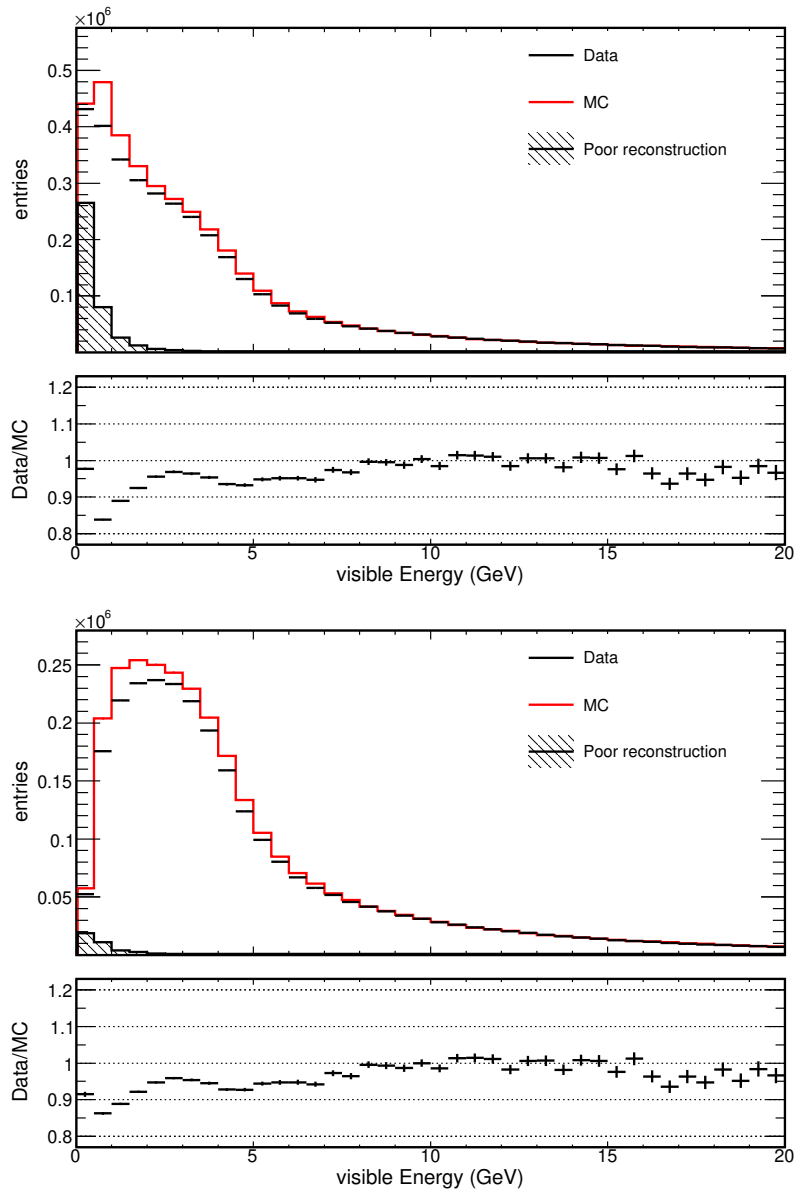 ×10⁶
0.5
0.4
0.3
0.2
0.1
entries
Data
MC
Poor reconstruction
1.2
1.1
1
0.9
0.8
Data/MC
0 5 10 15 20
visible Energy (GeV)
×10⁶
0.25
0.2
0.15
0.1
0.05
entries
Data
MC
Poor reconstruction
1.2
1.1
1
0.9
0.8
Data/MC
0 5 10 15 20
visible Energy (GeV)